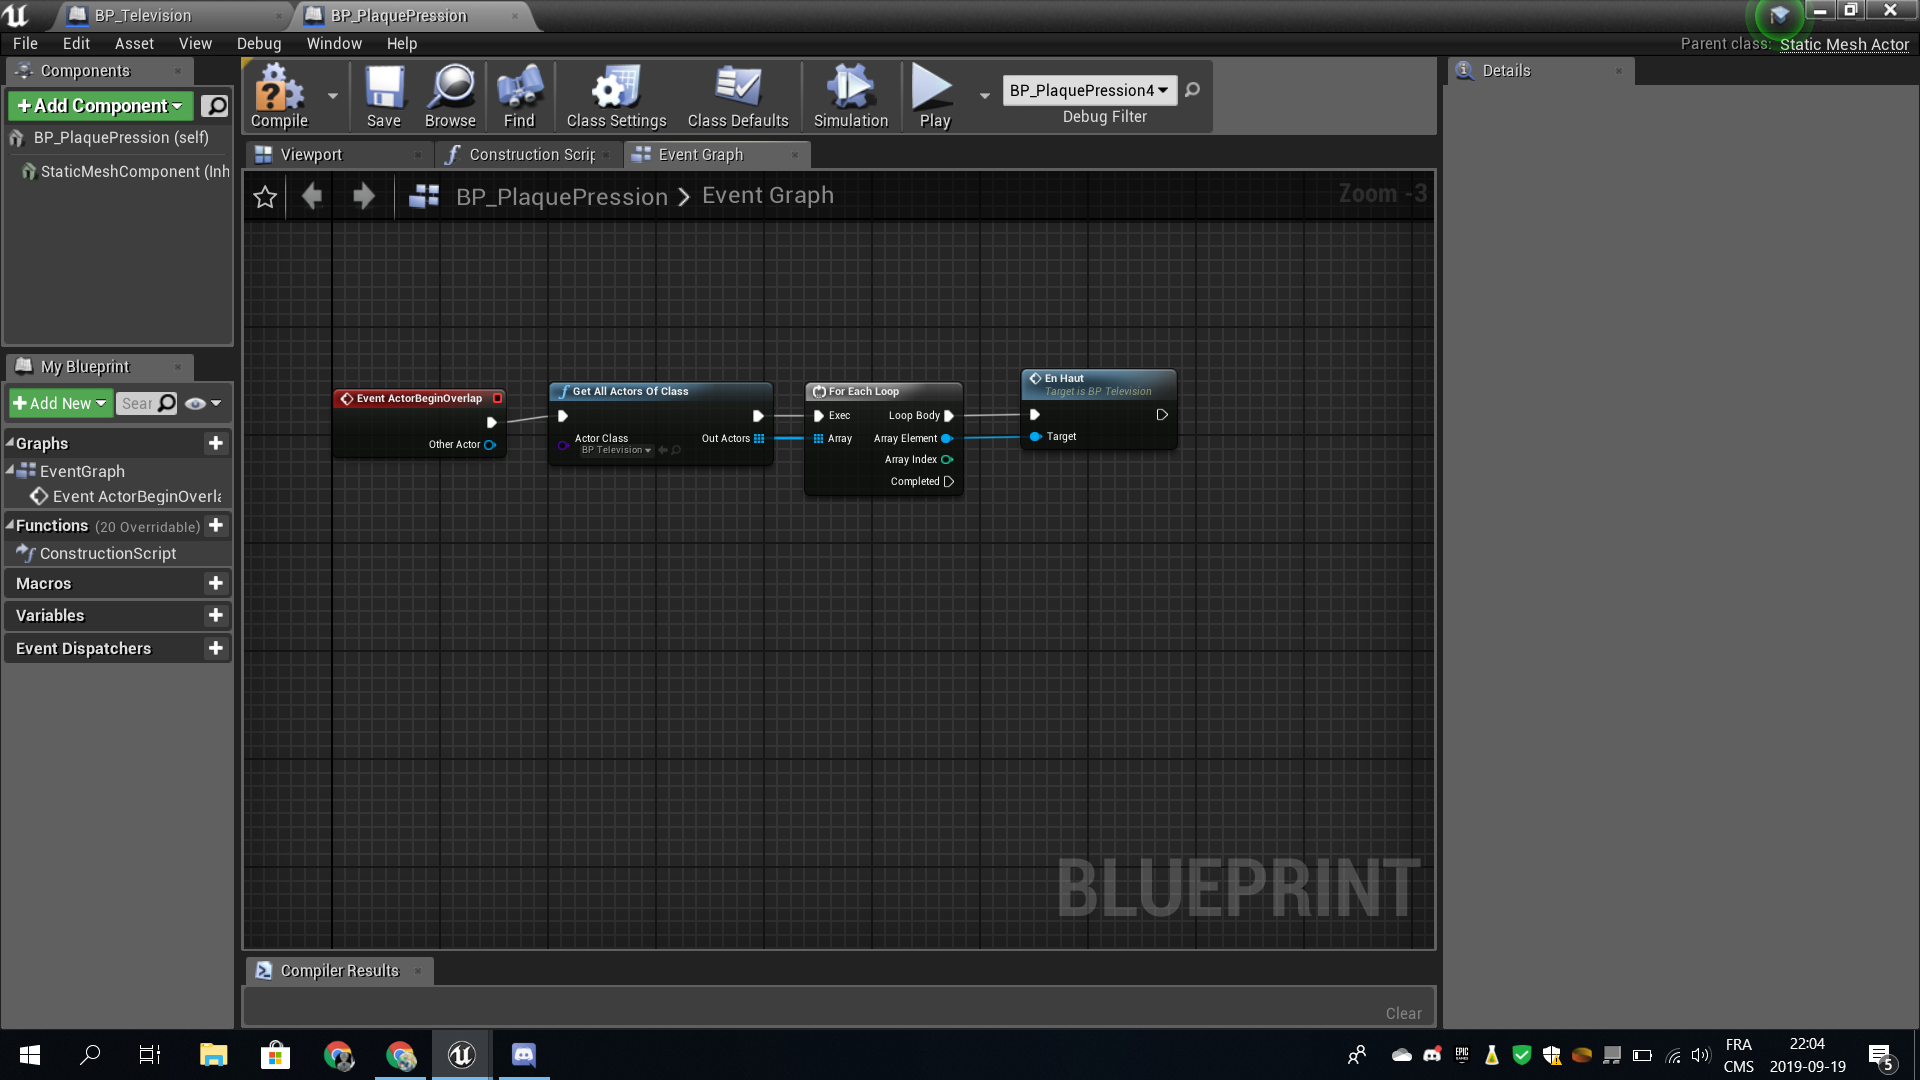 BP_Television
BP_PlaquePression
File Edit Asset View Debug Window Help
Parent class: Static Mesh Actor
Components
Add Component
BP_PlaquePression (self)
StaticMeshComponent (Inh
Compile
Save
Browse
Find
Class Settings
Class Defaults
Simulation
Play
BP_PlaquePression4
Debug Filter
Details
Viewport
Construction Scrip
Event Graph
BP_PlaquePression > Event Graph
Zoom -3
My Blueprint
Add New
Sear
Graphs
EventGraph
Event ActorBeginOverla
Functions (20 Overridable)
ConstructionScript
Macros
Variables
Event Dispatchers
Event ActorBeginOverlap
Other Actor
Get All Actors Of Class
Actor Class
BP Television
Out Actors
For Each Loop
Exec
Loop Body
Array
Array Element
Array Index
Completed
En Haut
Target is BP Television
Target
BLUEPRINT
Compiler Results
Clear
EPIC
FRA
CMS
22:04
2019-09-19
5